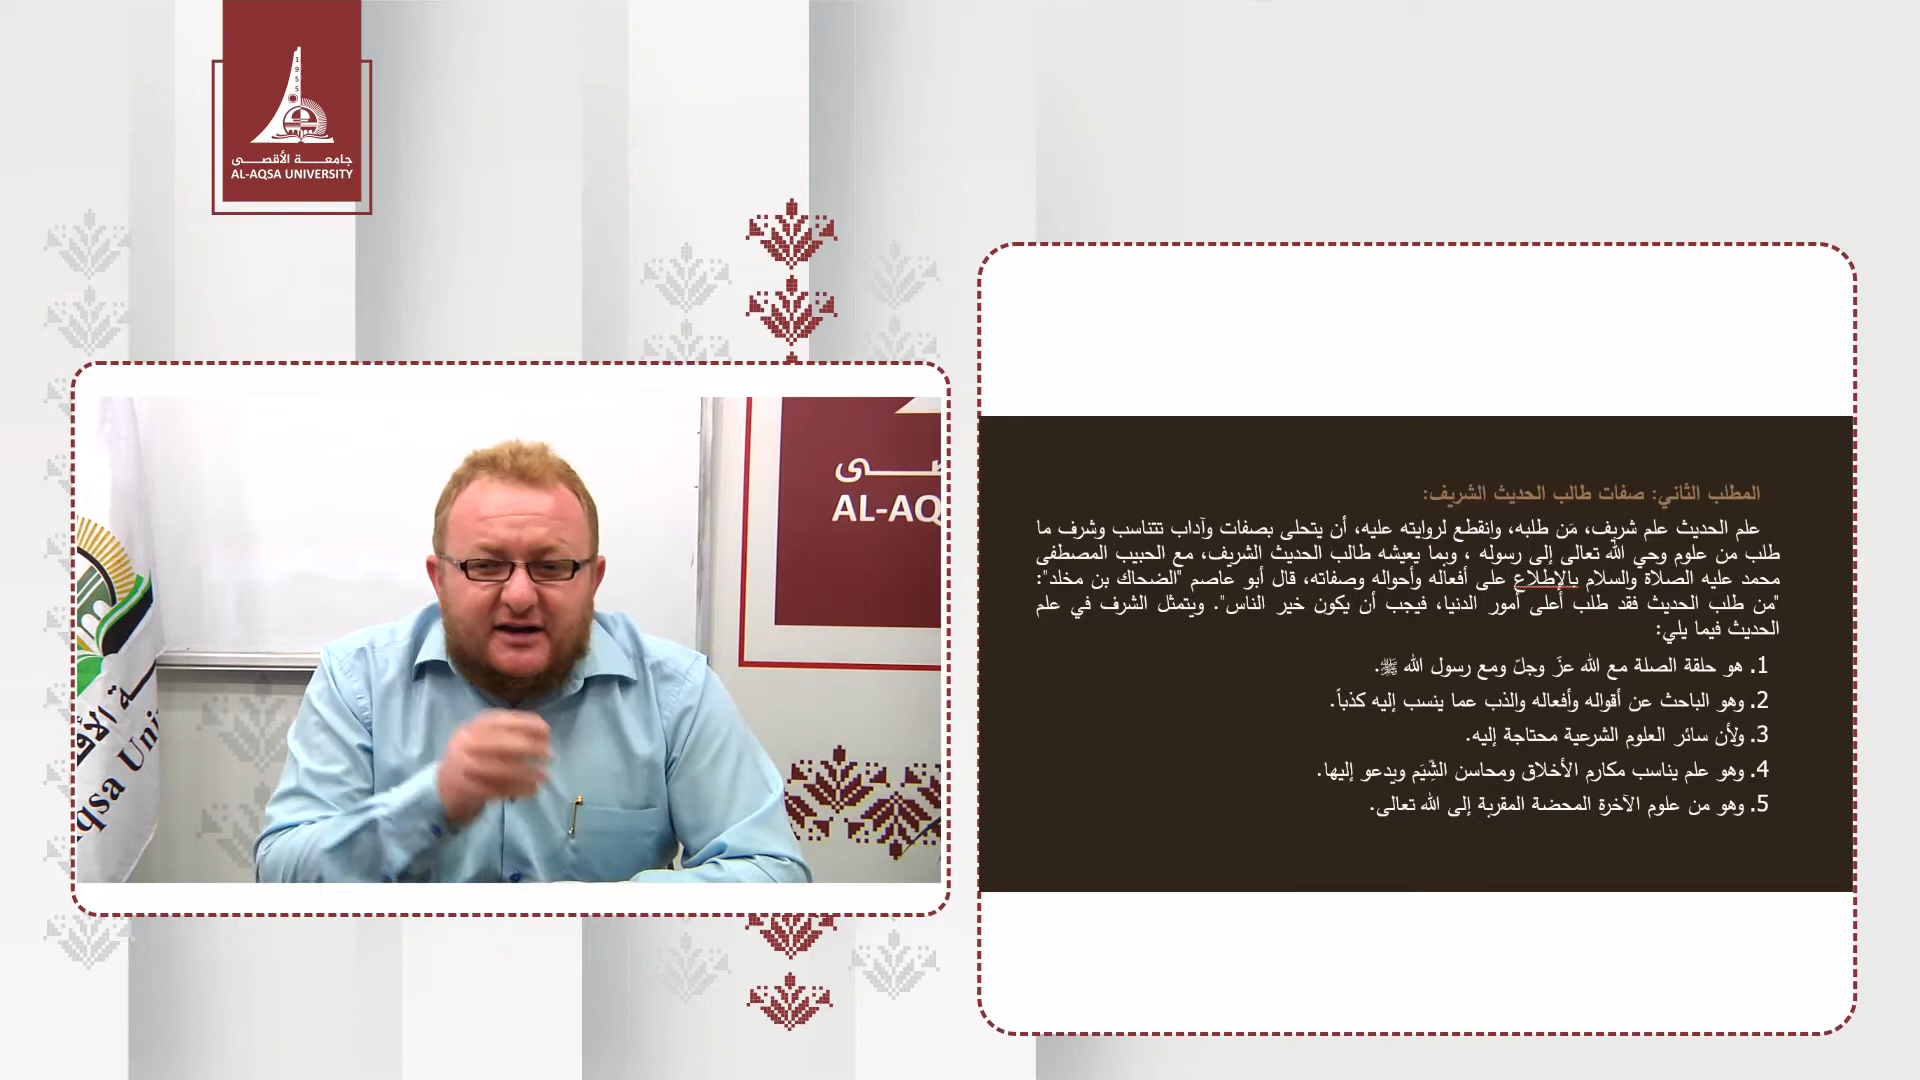 1955
جامعة الأقصى
AL-AQSA UNIVERSITY
AL-AQ
qsa Uni
المطلب الثاني: صفات طالب الحديث الشريف:
علم الحديث علم شريف، مَن طلبه، وانقطع لروايته عليه، أن يتحلى بصفات وآداب تتناسب وشرف ما
طلب من علوم وحي الله تعالى إلى رسوله ، وبما يعيشه طالب الحديث الشريف، مع الحبيب المصطفى
محمد عليه الصلاة والسلام بالإطلاع على أفعاله وأحواله وصفاته، قال أبو عاصم "الضحاك بن مخلد":
"من طلب الحديث فقد طلب أعلى أمور الدنيا، فيجب أن يكون خير الناس". ويتمثل الشرف في علم
الحديث فيما يلي:
1. هو حلقة الصلة مع الله عزّ وجلّ ومع رسول الله ﷺ.
2. وهو الباحث عن أقواله وأفعاله والذب عما ينسب إليه كذباً.
3. ولأن سائر العلوم الشرعية محتاجة إليه.
4. وهو علم يناسب مكارم الأخلاق ومحاسن الشِّيَم ويدعو إليها.
5. وهو من علوم الآخرة المحضة المقربة إلى الله تعالى.